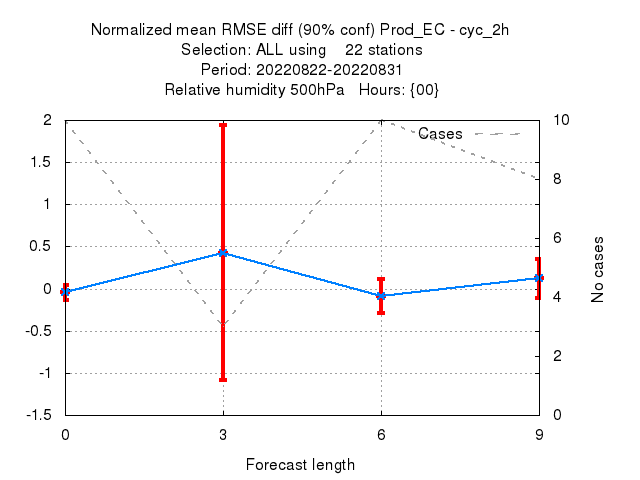 Normalized mean RMSE diff (90% conf) Prod_EC - cyc_2h
Selection: ALL using    22 stations
Period: 20220822-20220831
Relative humidity 500hPa   Hours: {00}
2
1.5
1
0.5
0
-0.5
-1
-1.5
10
8
6
4
2
0
Cases
No cases
0
3
6
9
Forecast length